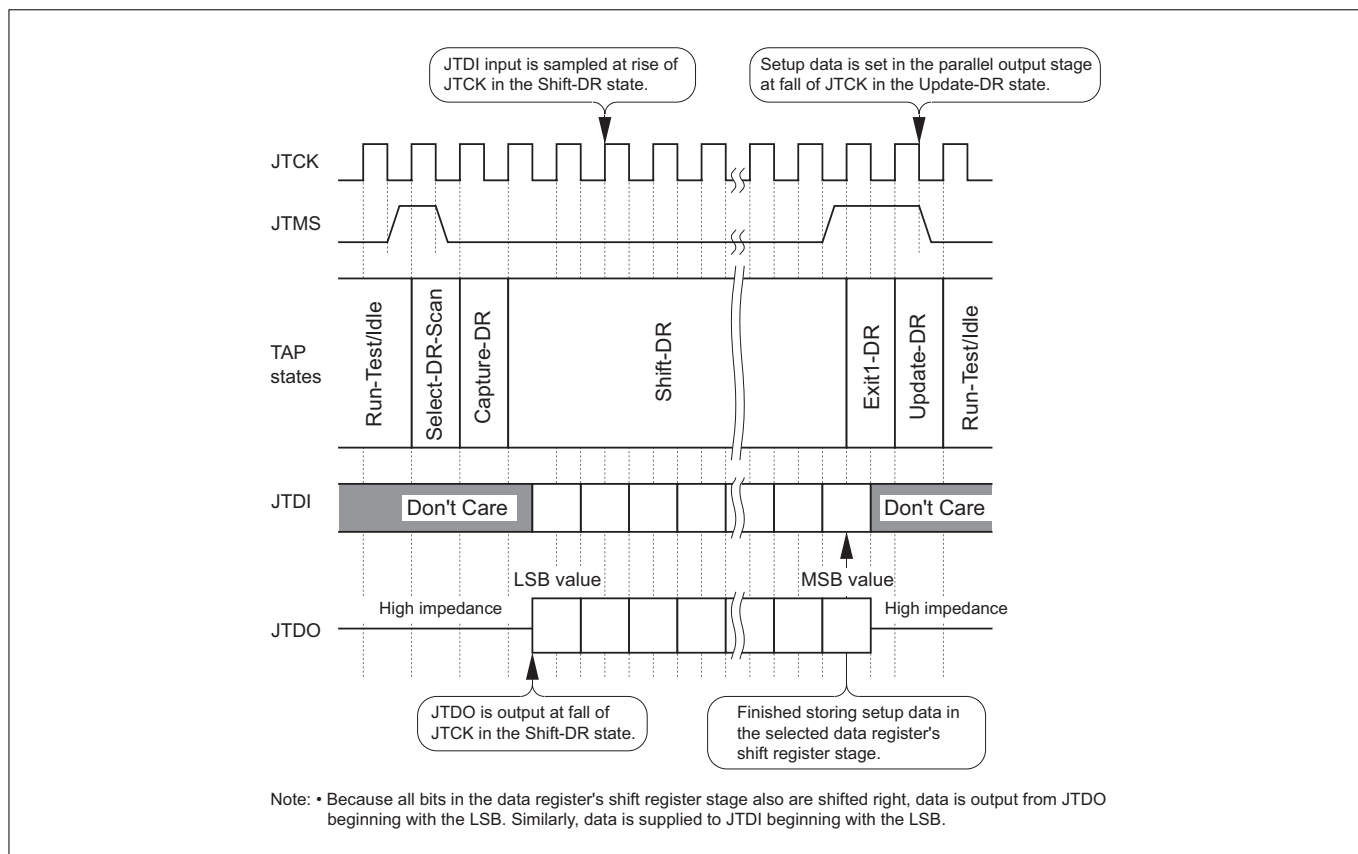 JTDI input is sampled at rise of
JTCK in the Shift-DR state.
Setup data is set in the parallel output stage
at fall of JTCK in the Update-DR state.
JTCK
JTMS
TAP
states
Run-Test/Idle
Select-DR-Scan
Capture-DR
Shift-DR
Exit1-DR
Update-DR
Run-Test/Idle
JTDI
Don't Care
Don't Care
LSB value
MSB value
High impedance
High impedance
JTDO
JTDO is output at fall of
JTCK in the Shift-DR state.
Finished storing setup data in
the selected data register's
shift register stage.
Note: • Because all bits in the data register's shift register stage also are shifted right, data is output from JTDO
beginning with the LSB. Similarly, data is supplied to JTDI beginning with the LSB.